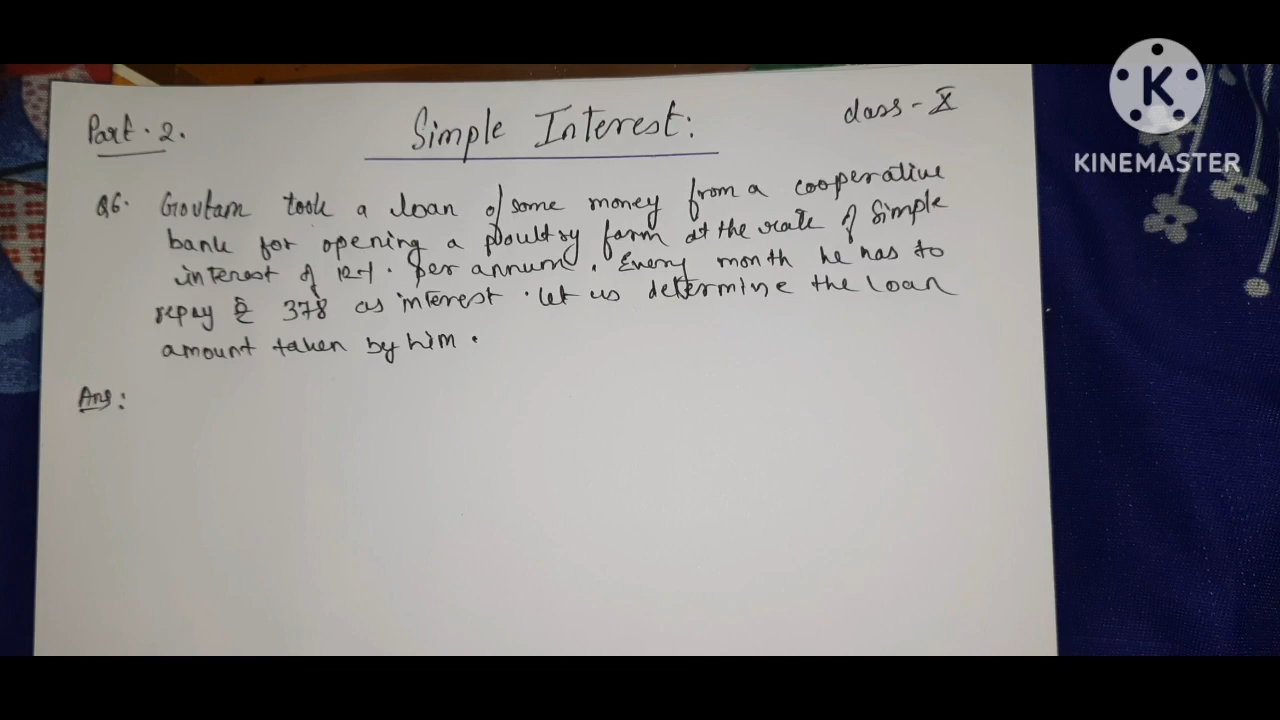 Part. 2.
Simple Interest:
class - X
Q6. Goutam took a loan of some money from a cooperative
bank for opening a poultry farm at the rate of simple
interest of 12%. per annum. Every month he has to
repay ₹ 378 as interest. Let us determine the loan
amount taken by him.
Ans:
K
KINEMASTER